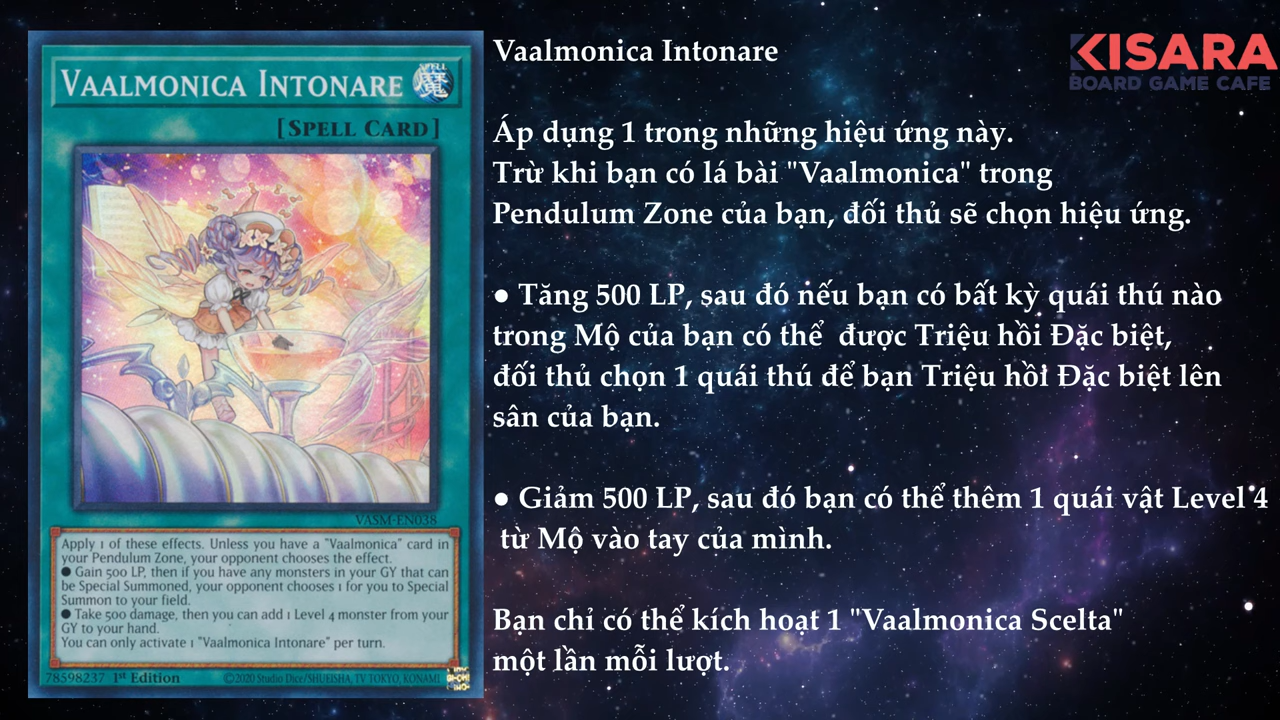 VAALMONICA INTONARE
SPELL
魔
[SPELL CARD]
VASM-EN038
Apply 1 of these effects. Unless you have a "Vaalmonica" card in
your Pendulum Zone, your opponent chooses the effect.
● Gain 500 LP, then if you have any monsters in your GY that can
be Special Summoned, your opponent chooses 1 for you to Special
Summon to your field.
● Take 500 damage, then you can add 1 Level 4 monster from your
GY to your hand.
You can only activate 1 "Vaalmonica Intonare" per turn.
78598237 1st Edition ©2020 Studio Dice/SHUEISHA, TV TOKYO, KONAMI
Vaalmonica Intonare
Áp dụng 1 trong những hiệu ứng này.
Trừ khi bạn có lá bài "Vaalmonica" trong
Pendulum Zone của bạn, đối thủ sẽ chọn hiệu ứng.
● Tăng 500 LP, sau đó nếu bạn có bất kỳ quái thú nào
trong Mộ của bạn có thể được Triệu hồi Đặc biệt,
đối thủ chọn 1 quái thú để bạn Triệu hồi Đặc biệt lên
sân của bạn.
● Giảm 500 LP, sau đó bạn có thể thêm 1 quái vật Level 4
từ Mộ vào tay của mình.
Bạn chỉ có thể kích hoạt 1 "Vaalmonica Scelta"
một lần mỗi lượt.
KISARA
BOARD GAME CAFE